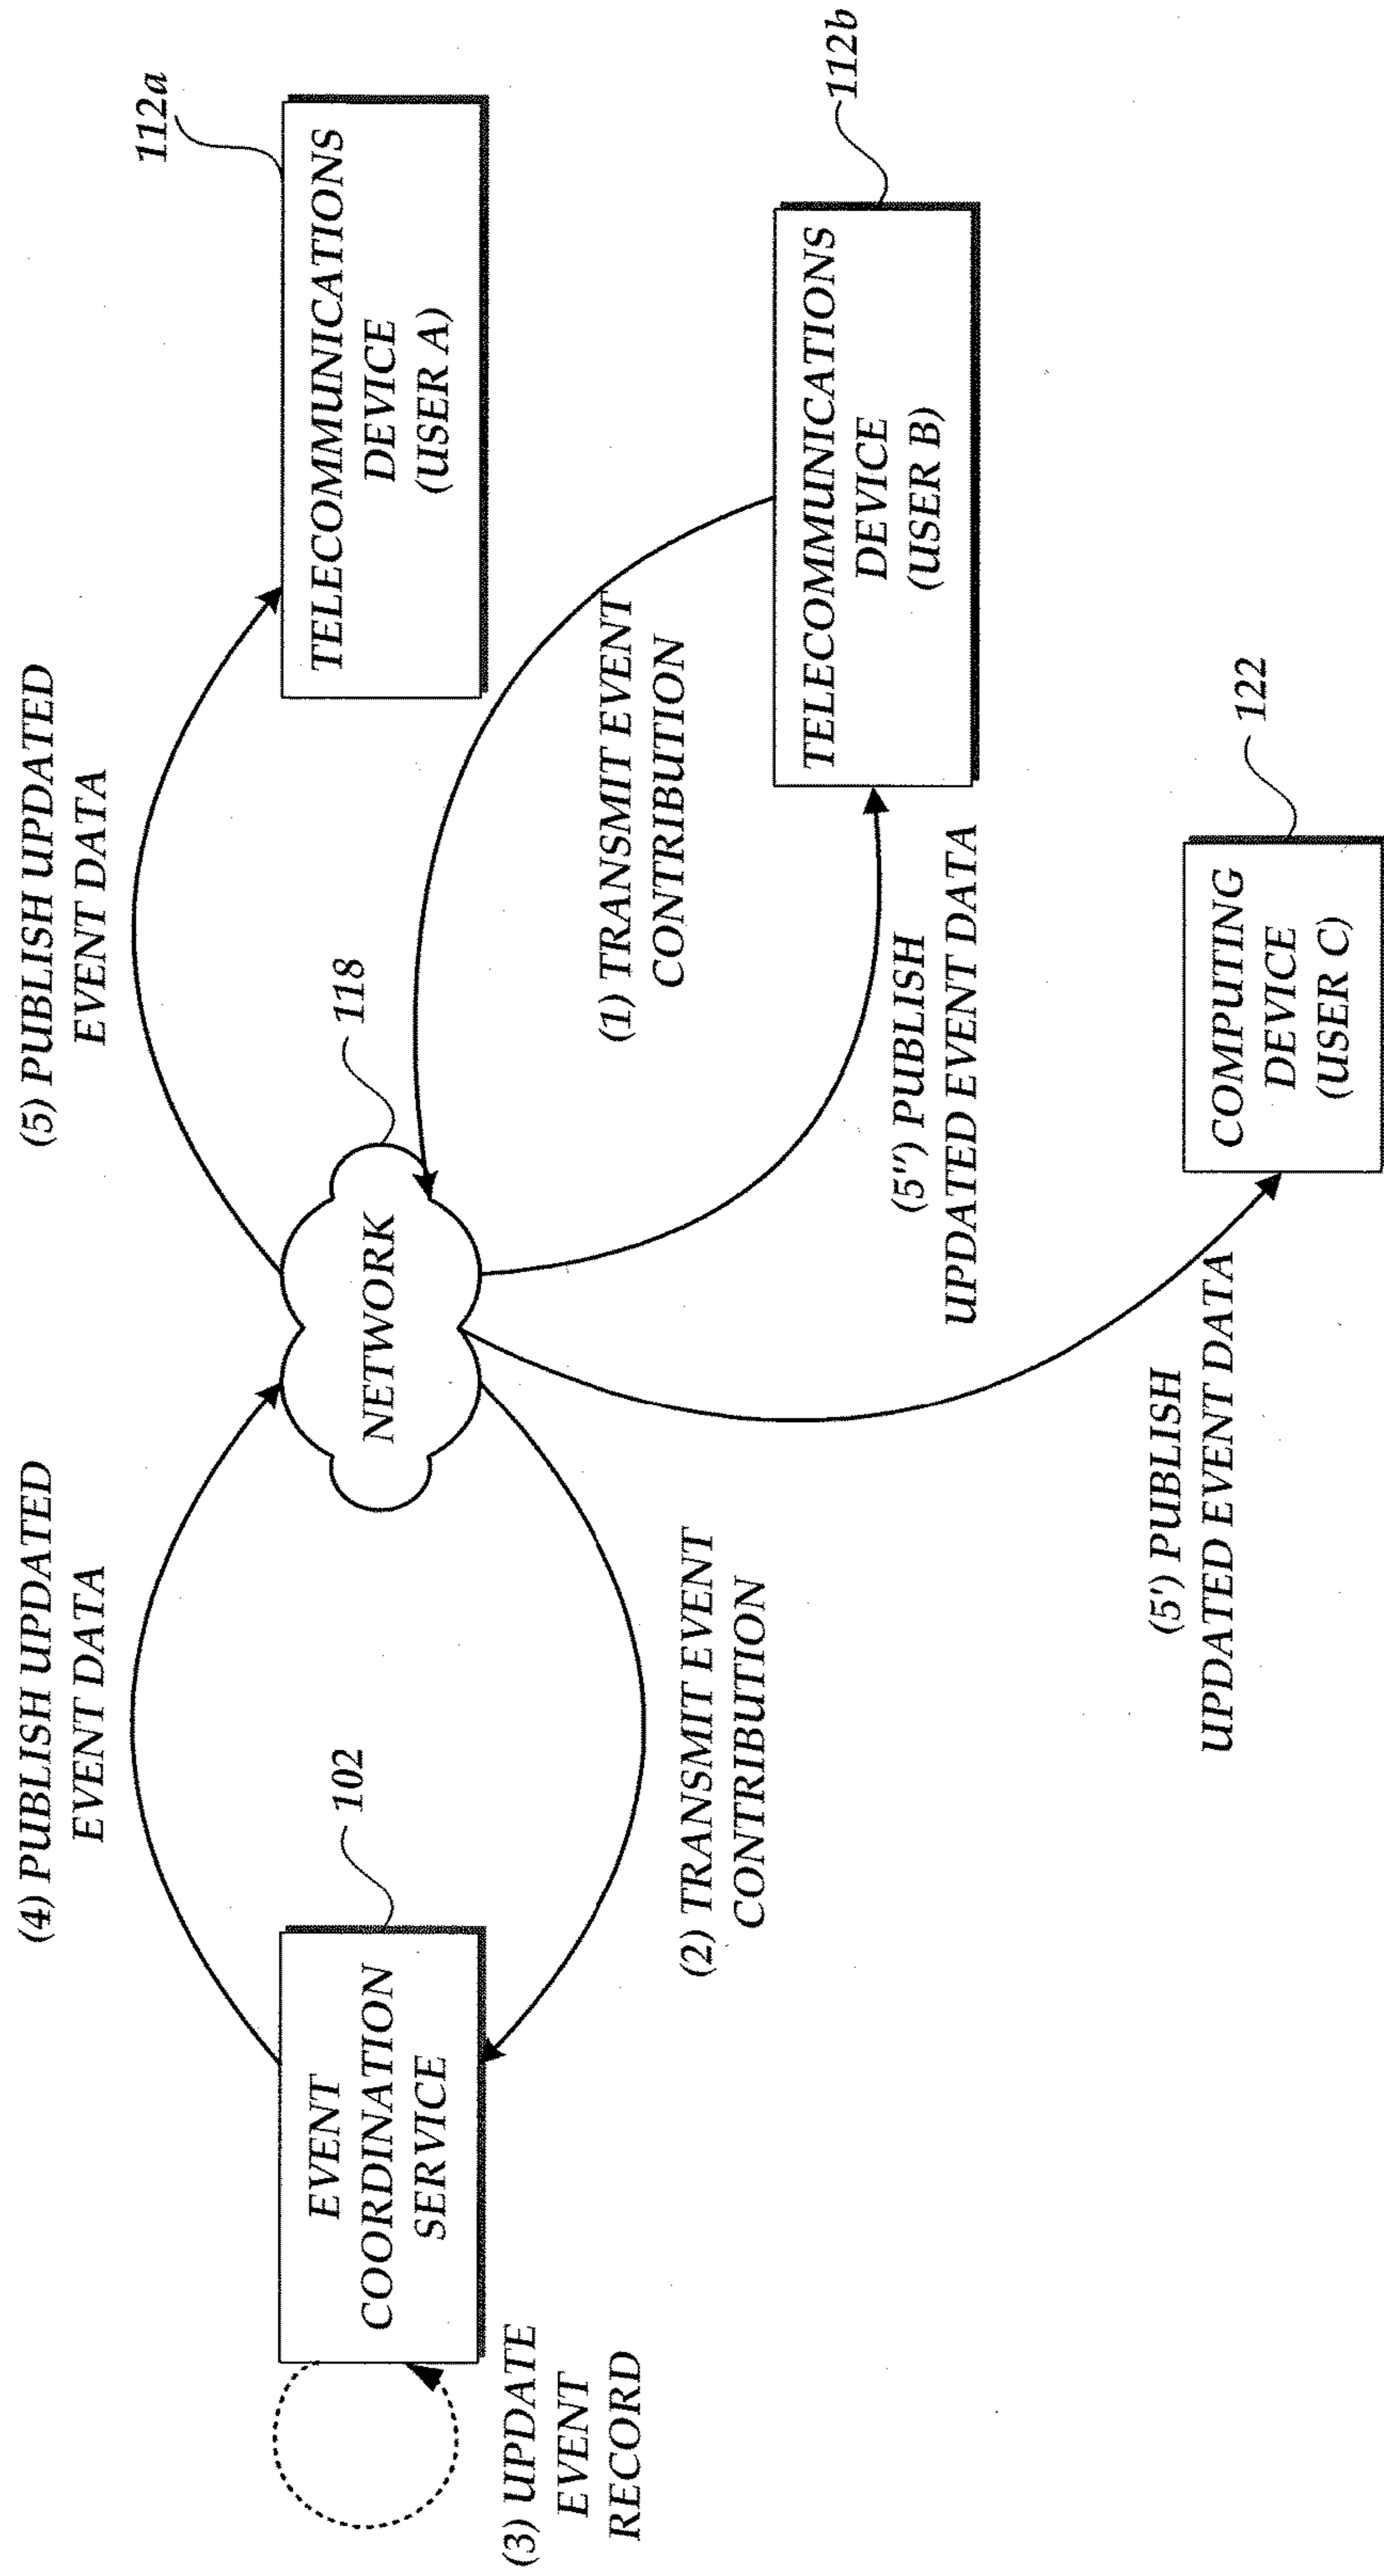 (4) PUBLISH UPDATED
EVENT DATA
(5) PUBLISH UPDATED
EVENT DATA
112a
102
118
EVENT
COORDINATION
SERVICE
NETWORK
TELECOMMUNICATIONS
DEVICE
(USER A)
(3) UPDATE
EVENT
RECORD
(2) TRANSMIT EVENT
CONTRIBUTION
(1) TRANSMIT EVENT
CONTRIBUTION
112b
TELECOMMUNICATIONS
DEVICE
(USER B)
(5'') PUBLISH
UPDATED EVENT DATA
122
(5') PUBLISH
UPDATED EVENT DATA
COMPUTING
DEVICE
(USER C)